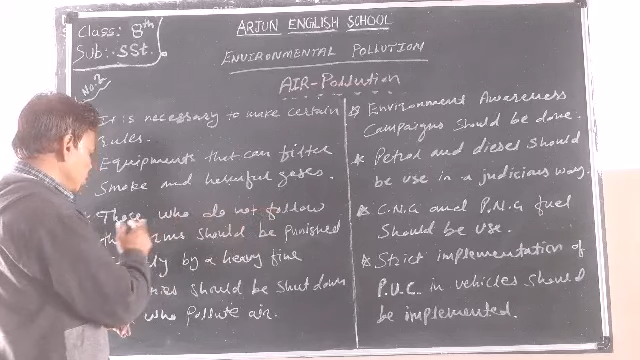 Class: 8th
Sub: SSt.
ARJUN ENGLISH SCHOOL
ENVIRONMENTAL POLLUTION
No. 2
AIR-Pollution
It is necessary to make certain
rules.
Equipments that can filter
Smoke and harmful gases.
Those who do not follow
should be punished
by a heavy fine
should be shut down
who Pollute air.
Environment Awareness
Campaigns should be done.
* Petrol and diesel should
be use in a judicious way.
* C.N.G and P.N.G fuel
Should be use.
* Strict implementation of
P.U.C in vehicles should
be implemented.